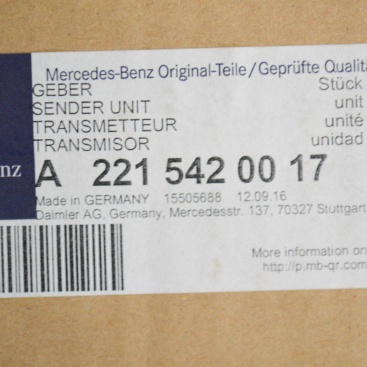 Mercedes-Benz Original-Teile/Geprüfte Qualita
GEBER Stück
SENDER UNIT unit
TRANSMETTEUR unité
TRANSMISOR unidad
nz
A 221 542 00 17
Made in GERMANY 15505688 12.09.16
Daimler AG, Germany, Mercedesstr. 137, 70327 Stuttgart
More information on
http://p.mb-qr.com